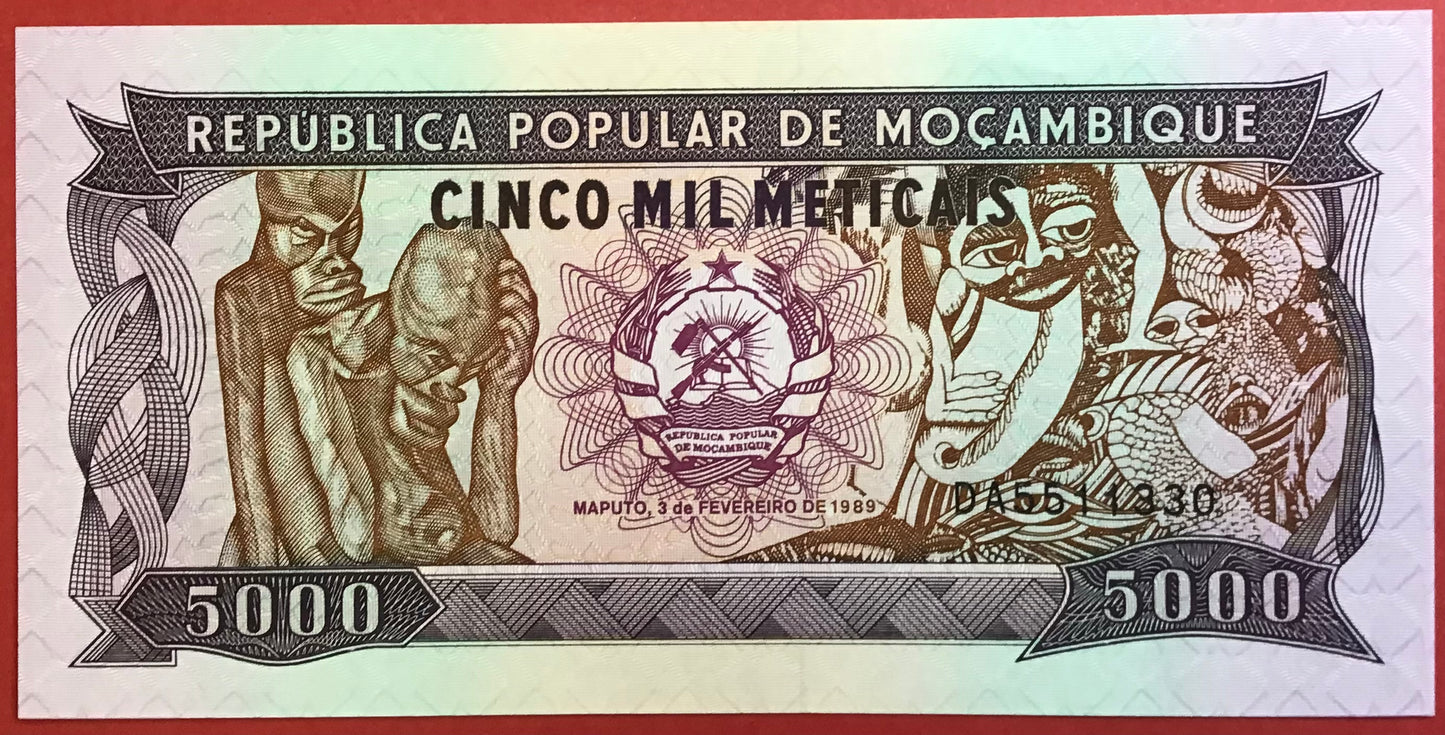 REPÚBLICA POPULAR DE MOÇAMBIQUE
CINCO MIL METICAIS
REPUBLICA POPULAR
DE MOCAMBIQUE
MAPUTO, 3 de FEVEREIRO DE 1989
DA5511330
5000
5000